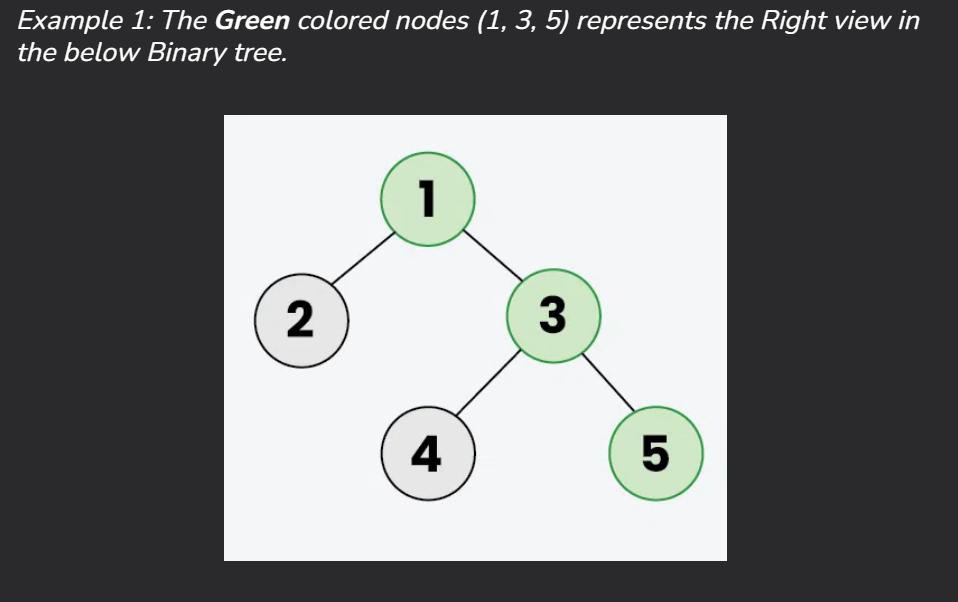 Example 1: The Green colored nodes (1, 3, 5) represents the Right view in
the below Binary tree.
1
2
3
4
5